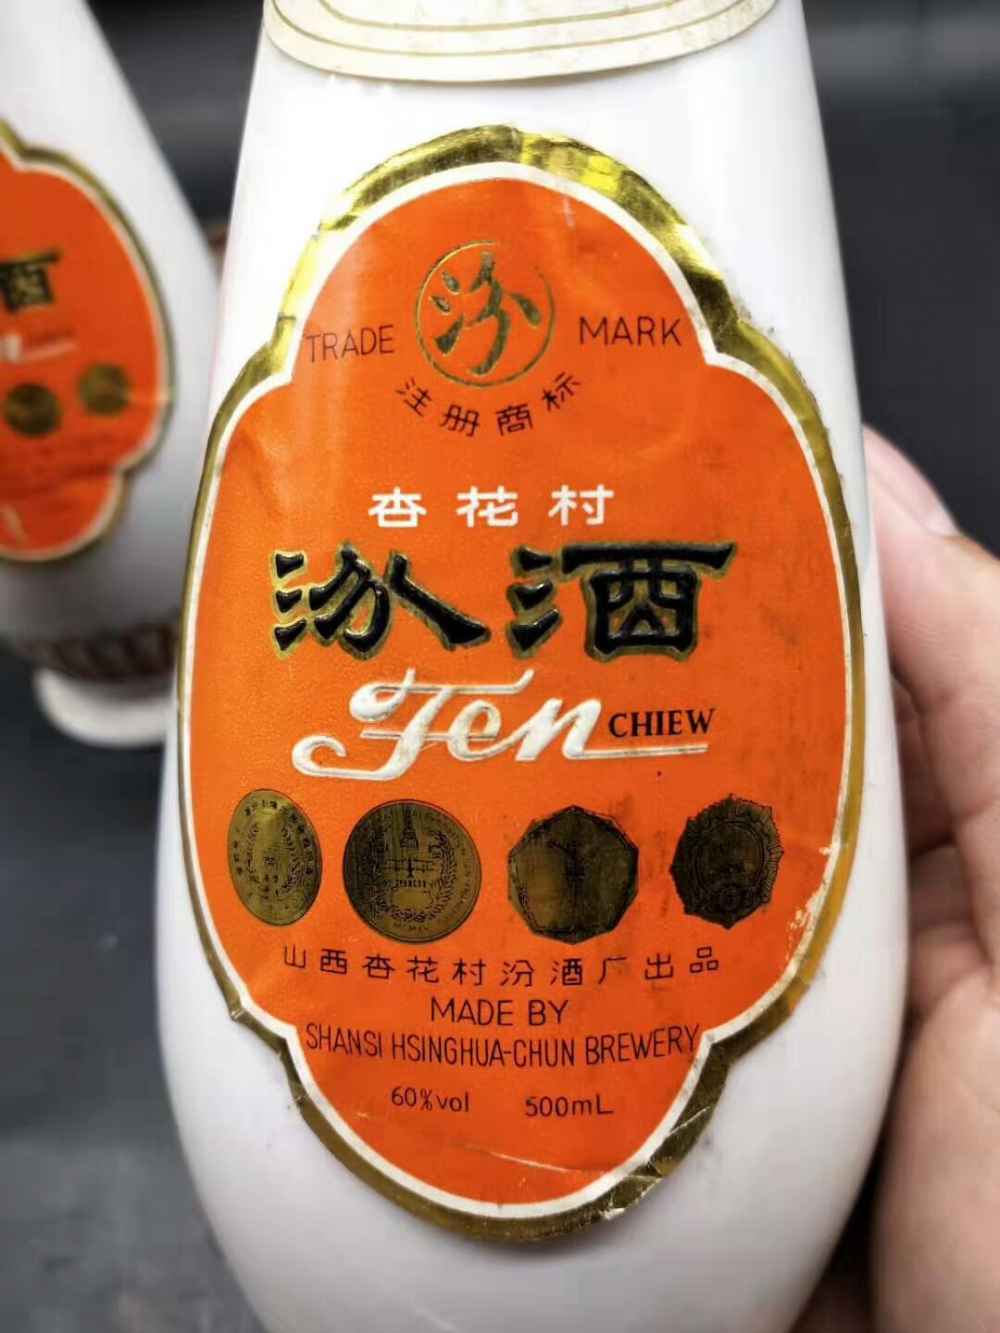 汾
TRADE MARK
注册商标
杏花村
汾酒
Fen CHIEW
山西杏花村汾酒厂出品
MADE BY
SHANSI HSINGHUA-CHUN BREWERY
60%vol 500mL
酒